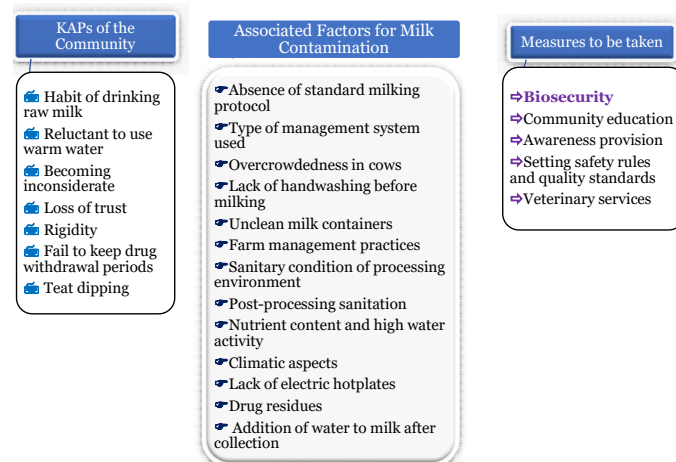 KAPs of the
Community
Habit of drinking
raw milk
Reluctant to use
warm water
Becoming
inconsiderate
Loss of trust
Rigidity
Fail to keep drug
withdrawal periods
Teat dipping
Associated Factors for Milk
Contamination
Absence of standard milking
protocol
Type of management system
used
Overcrowdedness in cows
Lack of handwashing before
milking
Unclean milk containers
Farm management practices
Sanitary condition of processing
environment
Post-processing sanitation
Nutrient content and high water
activity
Climatic aspects
Lack of electric hotplates
Drug residues
Addition of water to milk after
collection
Measures to be taken
Biosecurity
Community education
Awareness provision
Setting safety rules
and quality standards
Veterinary services